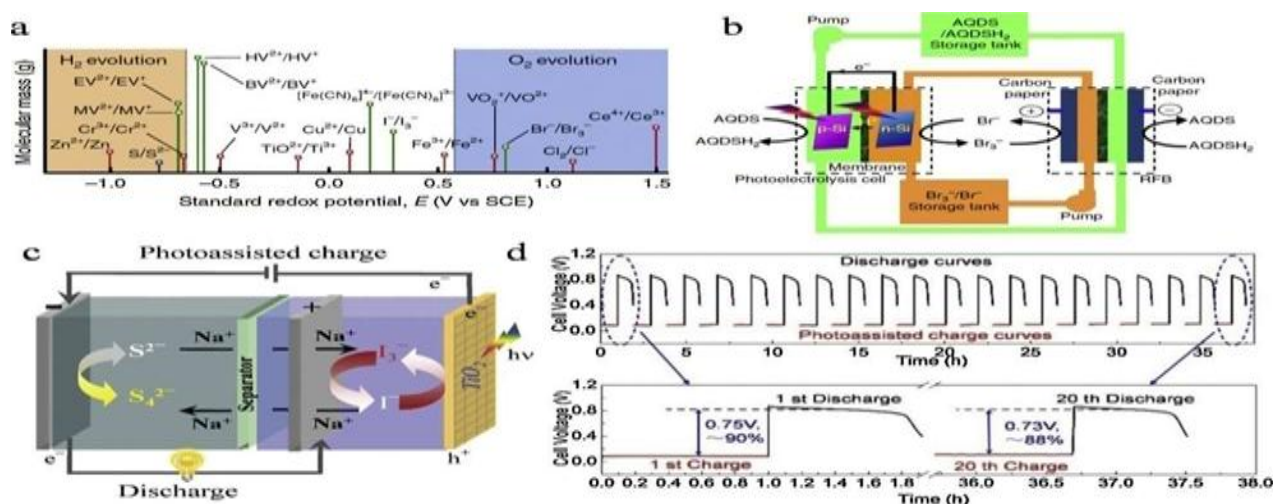 a
H₂ evolution
O₂ evolution
HV²⁺/HV⁺
EV²⁺/EV⁺
BV²⁺/BV⁺
[Fe(CN)₆]⁴⁻/[Fe(CN)₆]³⁻
VO₂⁺/VO²⁺
MV²⁺/MV⁺
Cr³⁺/Cr²⁺
V³⁺/V²⁺
Cu²⁺/Cu
I⁻/I₃⁻
Br⁻/Br₃⁻
Ce⁴⁺/Ce³⁺
Zn²⁺/Zn
S/S²⁻
TiO²⁺/Ti³⁺
Fe³⁺/Fe²⁺
Cl₂/Cl⁻
Molecular mass (g)
−1.0 −0.5 0 0.5 1.0 1.5
Standard redox potential, E (V vs SCE)
b
Pump
AQDS
/AQDSH₂
Storage tank
e⁻
Carbon
paper
Carbon
paper
AQDS
AQDSH₂
p-Si
n-Si
Br⁻
Br₃⁻
+
−
AQDS
AQDSH₂
Membrane
Photoelectrolysis cell
RFB
Br₃⁻/Br⁻
Storage tank
Pump
c
Photoassisted charge
e⁻
e⁻
−
+
e⁻
Na⁺
Na⁺
S²⁻
I₃⁻
hν
S₄²⁻
Separator
I⁻
TiO₂
Na⁺
Na⁺
e⁻
h⁺
Discharge
d
Cell Voltage (V)
1.2
0.8
0.4
0.0
Discharge curves
Photoassisted charge curves
0 5 10 15 20 25 30 35
Time (h)
Cell Voltage (V)
1.2
0.8
0.4
0.0
1 st Discharge
20 th Discharge
0.75V,
~90%
0.73V,
~88%
1 st Charge
20 th Charge
0.0 0.2 0.4 0.6 0.8 1.0 1.2 1.4 1.6 1.8 36.0 36.5 37.0 37.5 38.0
Time (h)